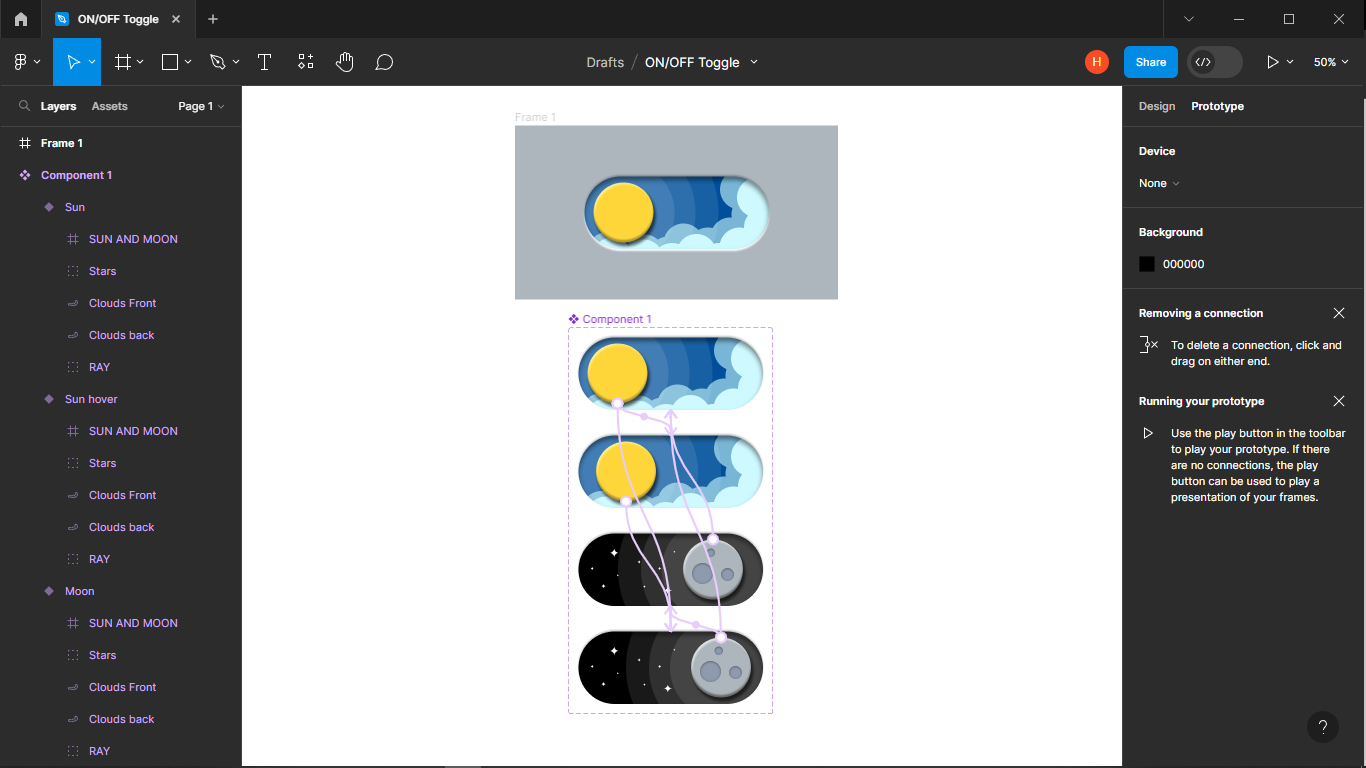 ON/OFF Toggle
Drafts / ON/OFF Toggle
H
Share
50%
Layers
Assets
Page 1
Frame 1
Component 1
Sun
SUN AND MOON
Stars
Clouds Front
Clouds back
RAY
Sun hover
SUN AND MOON
Stars
Clouds Front
Clouds back
RAY
Moon
SUN AND MOON
Stars
Clouds Front
Clouds back
RAY
Frame 1
Component 1
Design
Prototype
Device
None
Background
000000
Removing a connection
To delete a connection, click and
drag on either end.
Running your prototype
Use the play button in the toolbar
to play your prototype. If there
are no connections, the play
button can be used to play a
presentation of your frames.
?